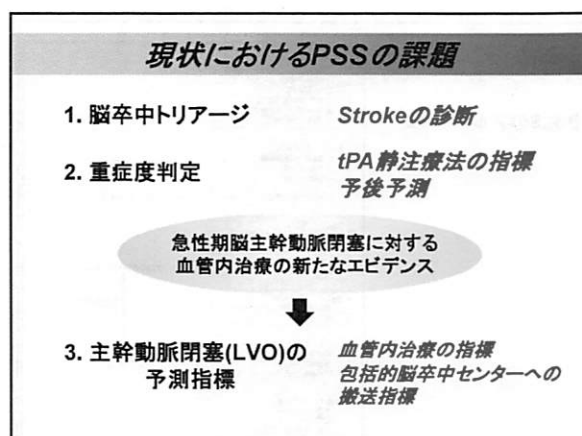 現状におけるPSSの課題
1. 脳卒中トリアージ
Strokeの診断
2. 重症度判定
tPA静注療法の指標
予後予測
急性期脳主幹動脈閉塞に対する
血管内治療の新たなエビデンス
3. 主幹動脈閉塞(LVO)の
予測指標
血管内治療の指標
包括的脳卒中センターへの
搬送指標